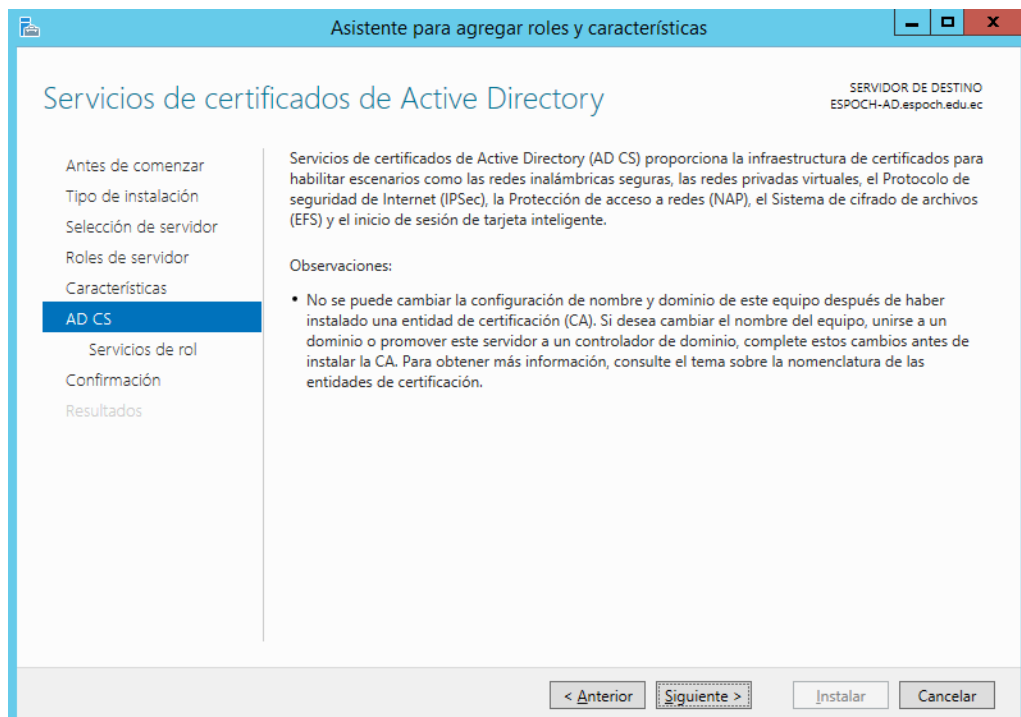 Asistente para agregar roles y características
Servicios de certificados de Active Directory
SERVIDOR DE DESTINO
ESPOCH-AD.espoch.edu.ec
Antes de comenzar
Tipo de instalación
Selección de servidor
Roles de servidor
Características
AD CS
Servicios de rol
Confirmación
Resultados
Servicios de certificados de Active Directory (AD CS) proporciona la infraestructura de certificados para
habilitar escenarios como las redes inalámbricas seguras, las redes privadas virtuales, el Protocolo de
seguridad de Internet (IPSec), la Protección de acceso a redes (NAP), el Sistema de cifrado de archivos
(EFS) y el inicio de sesión de tarjeta inteligente.
Observaciones:
• No se puede cambiar la configuración de nombre y dominio de este equipo después de haber
instalado una entidad de certificación (CA). Si desea cambiar el nombre del equipo, unirse a un
dominio o promover este servidor a un controlador de dominio, complete estos cambios antes de
instalar la CA. Para obtener más información, consulte el tema sobre la nomenclatura de las
entidades de certificación.
< Anterior
Siguiente >
Instalar
Cancelar